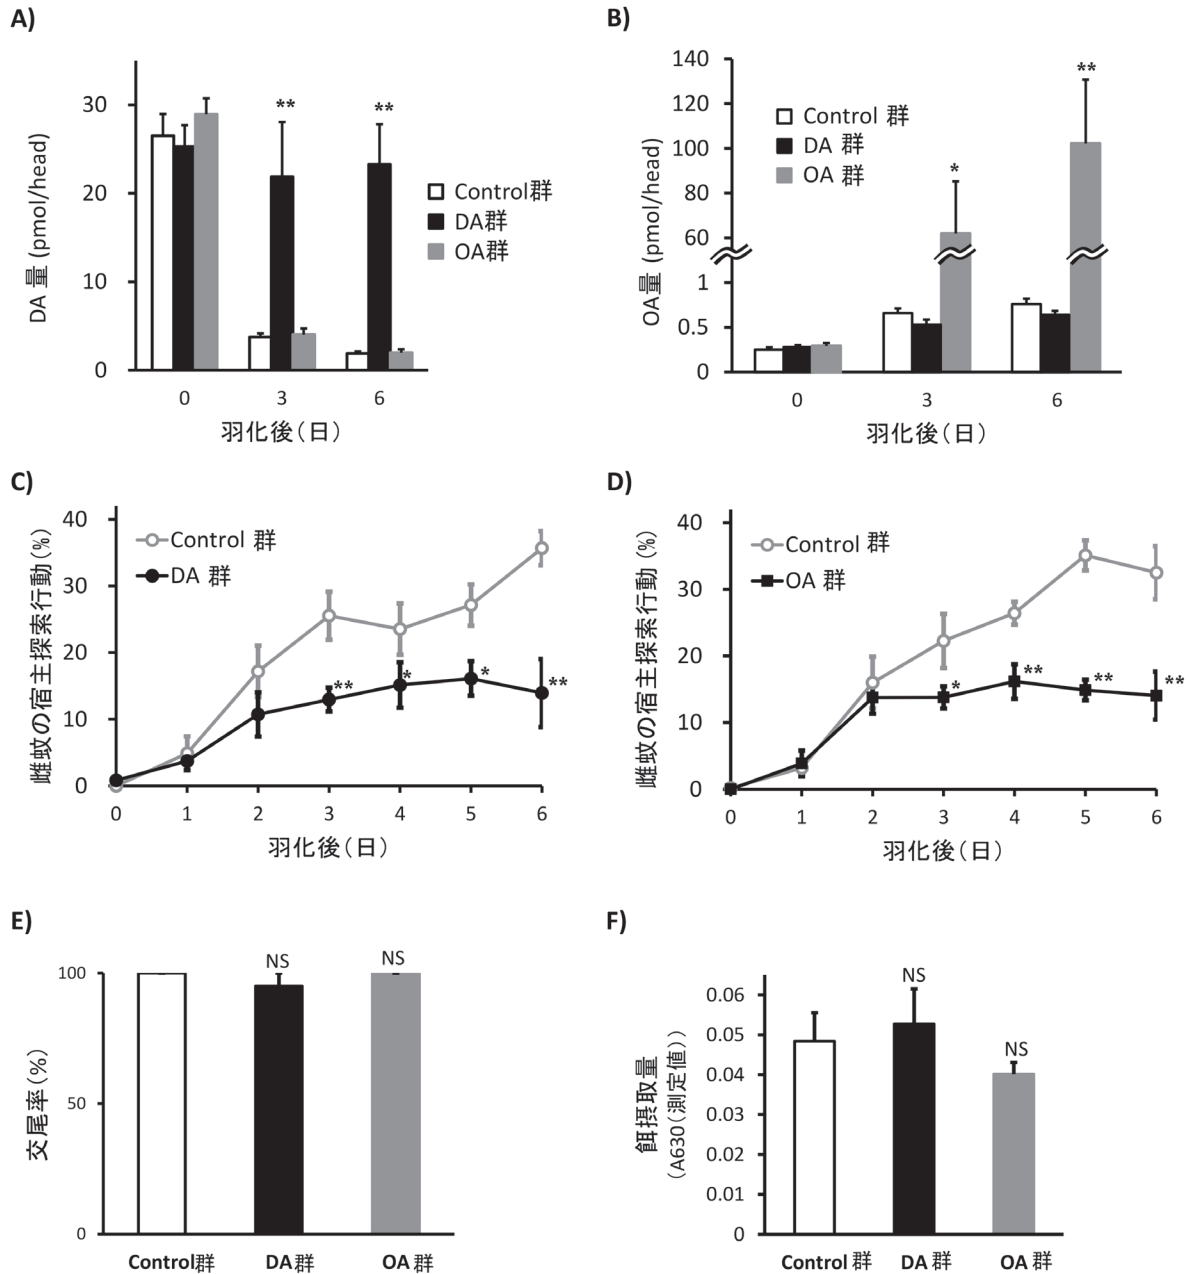 A)
DA 量 (pmol/head)
30
20
10
0
** **
Control群
DA群
OA群
0 3 6
羽化後(日)
B)
OA量 (pmol/head)
140
120
100
80
60
1
0.5
0
* **
Control 群
DA 群
OA 群
0 3 6
羽化後(日)
C)
雌蚊の宿主探索行動(%)
40
30
20
10
0
Control 群
DA 群
** * * **
0 1 2 3 4 5 6
羽化後(日)
D)
雌蚊の宿主探索行動(%)
40
30
20
10
0
Control 群
OA 群
* ** ** **
0 1 2 3 4 5 6
羽化後(日)
E)
交尾率(%)
100
50
0
NS NS
Control群 DA群 OA群
F)
餌摂取量
(A630(測定値))
0.06
0.05
0.04
0.03
0.02
0.01
0
NS NS
Control 群 DA 群 OA 群